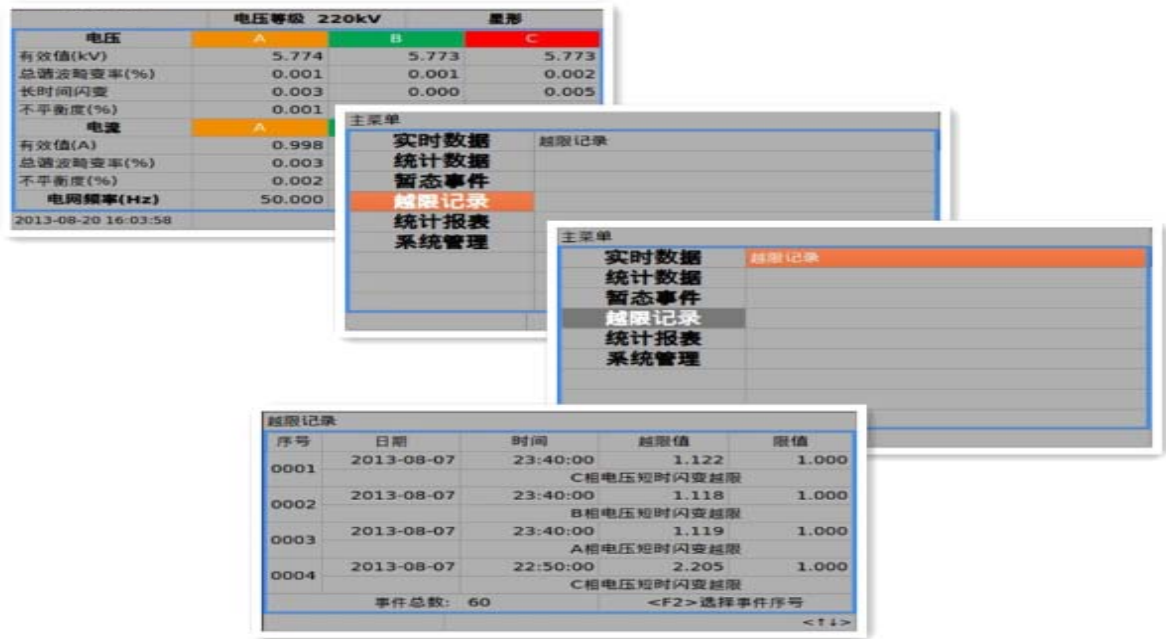 电压等级 220kV 星形
电压 A B C
有效值(kV) 5.774 5.773 5.773
总谐波畸变率(%) 0.001 0.001 0.002
长时间闪变 0.003 0.000 0.005
不平衡度(%) 0.001
电流 A
有效值(A) 0.998
总谐波畸变率(%) 0.003
不平衡度(%) 0.002
电网频率(Hz) 50.000
2013-08-20 16:03:58
主菜单
实时数据 越限记录
统计数据
暂态事件
越限记录
统计报表
系统管理
主菜单
实时数据 越限记录
统计数据
暂态事件
越限记录
统计报表
系统管理
越限记录
序号 日期 时间 越限值 限值
0001 2013-08-07 23:40:00 1.122 1.000
C相电压短时闪变越限
0002 2013-08-07 23:40:00 1.118 1.000
B相电压短时闪变越限
0003 2013-08-07 23:40:00 1.119 1.000
A相电压短时闪变越限
0004 2013-08-07 22:50:00 2.205 1.000
C相电压短时闪变越限
事件总数: 60 <F2>选择事件序号
<↑↓>